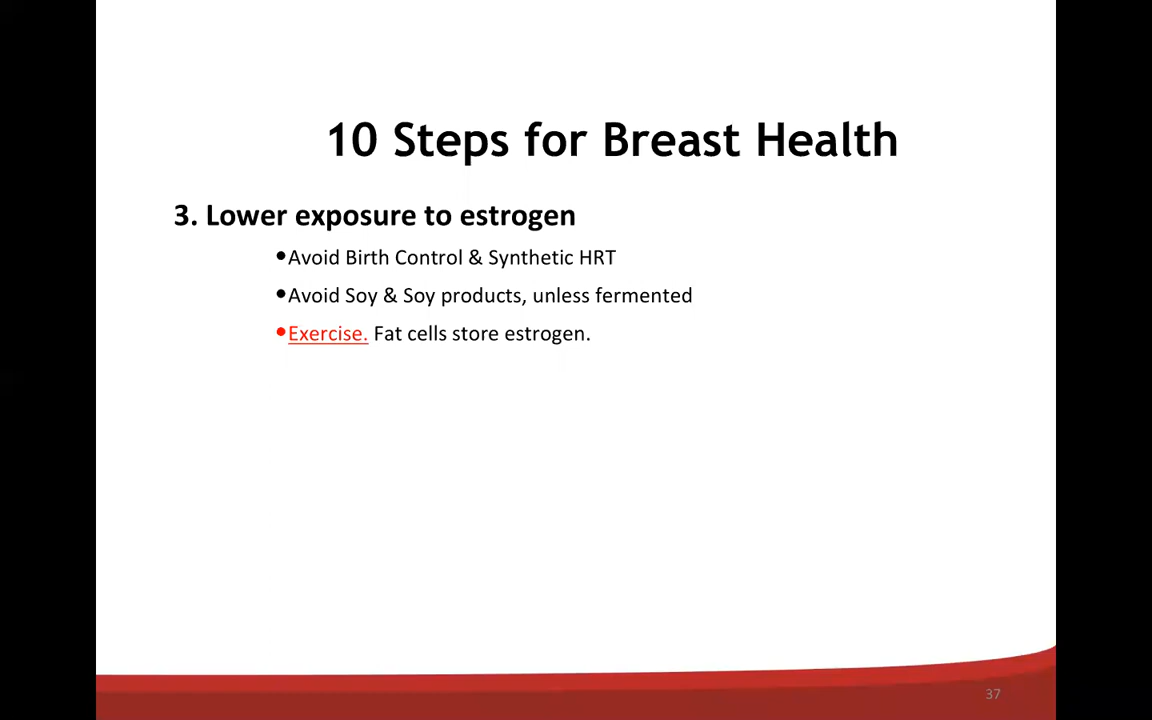 10 Steps for Breast Health
3. Lower exposure to estrogen
•Avoid Birth Control & Synthetic HRT
•Avoid Soy & Soy products, unless fermented
•Exercise. Fat cells store estrogen.
37